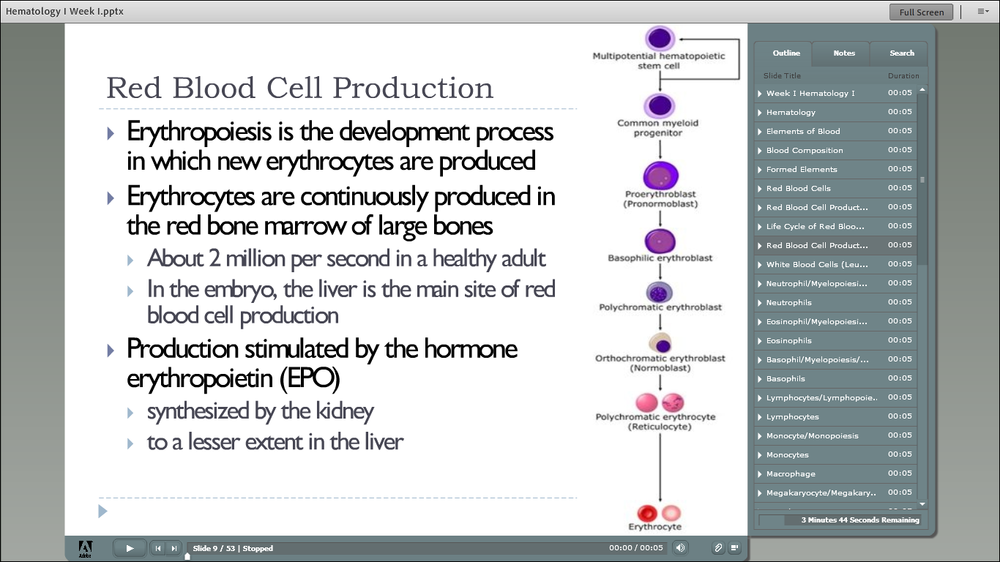 Hematology I Week I.pptx
Full Screen
Red Blood Cell Production
Erythropoiesis is the development process
in which new erythrocytes are produced
Erythrocytes are continuously produced in
the red bone marrow of large bones
About 2 million per second in a healthy adult
In the embryo, the liver is the main site of red
blood cell production
Production stimulated by the hormone
erythropoietin (EPO)
synthesized by the kidney
to a lesser extent in the liver
Multipotential hematopoietic
stem cell
Common myeloid
progenitor
Proerythroblast
(Pronormoblast)
Basophilic erythroblast
Polychromatic erythroblast
Orthochromatic erythroblast
(Normoblast)
Polychromatic erythrocyte
(Reticulocyte)
Erythrocyte
Outline Notes Search
Slide Title Duration
Week I Hematology I 00:05
Hematology 00:05
Elements of Blood 00:05
Blood Composition 00:05
Formed Elements 00:05
Red Blood Cells 00:05
Red Blood Cell Product... 00:05
Life Cycle of Red Bloo... 00:05
Red Blood Cell Product... 00:05
White Blood Cells (Leu... 00:05
Neutrophil/Myelopoiesi... 00:05
Neutrophils 00:05
Eosinophil/Myelopoiesi... 00:05
Eosinophils 00:05
Basophil/Myelopoiesis/... 00:05
Basophils 00:05
Lymphocytes/Lymphopoie.. 00:05
Lymphocytes 00:05
Monocyte/Monopoiesis 00:05
Monocytes 00:05
Macrophage 00:05
Megakaryocyte/Megakary.. 00:05
3 Minutes 44 Seconds Remaining
Adobe
Slide 9 / 53 | Stopped
00:00 / 00:05